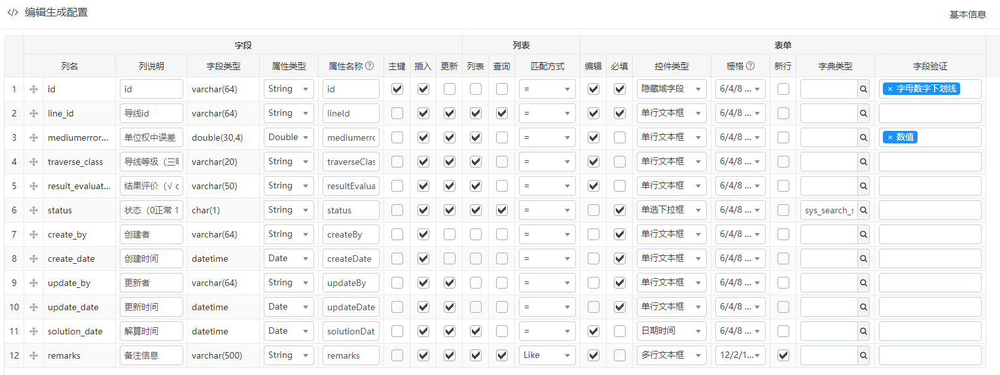 </> 编辑生成配置
基本信息
字段 列表 表单
列名 列说明 字段类型 属性类型 属性名称 主键 插入 更新 列表 查询 匹配方式 编辑 必填 控件类型 栅格 新行 字典类型 字段验证
1 id id varchar(64) String id = 隐藏域字段 6/4/8 ... × 字母数字下划线
2 line_id 导线id varchar(64) String lineId = 单行文本框 6/4/8 ...
3 mediumerror... 单位权中误差 double(30,4) Double mediumerro = 单行文本框 6/4/8 ... × 数值
4 traverse_class 导线等级（三等 varchar(20) String traverseClas = 单行文本框 6/4/8 ...
5 result_evaluat... 结果评价（√ o varchar(50) String resultEvalua = 单行文本框 6/4/8 ...
6 status 状态（0正常 1 char(1) String status = 单选下拉框 6/4/8 ... sys_search_s
7 create_by 创建者 varchar(64) String createBy = 单行文本框 6/4/8 ...
8 create_date 创建时间 datetime Date createDate = 单行文本框 6/4/8 ...
9 update_by 更新者 varchar(64) String updateBy = 单行文本框 6/4/8 ...
10 update_date 更新时间 datetime Date updateDate = 单行文本框 6/4/8 ...
11 solution_date 解算时间 datetime Date solutionDat = 日期时间 6/4/8 ...
12 remarks 备注信息 varchar(500) String remarks Like 多行文本框 12/2/1...